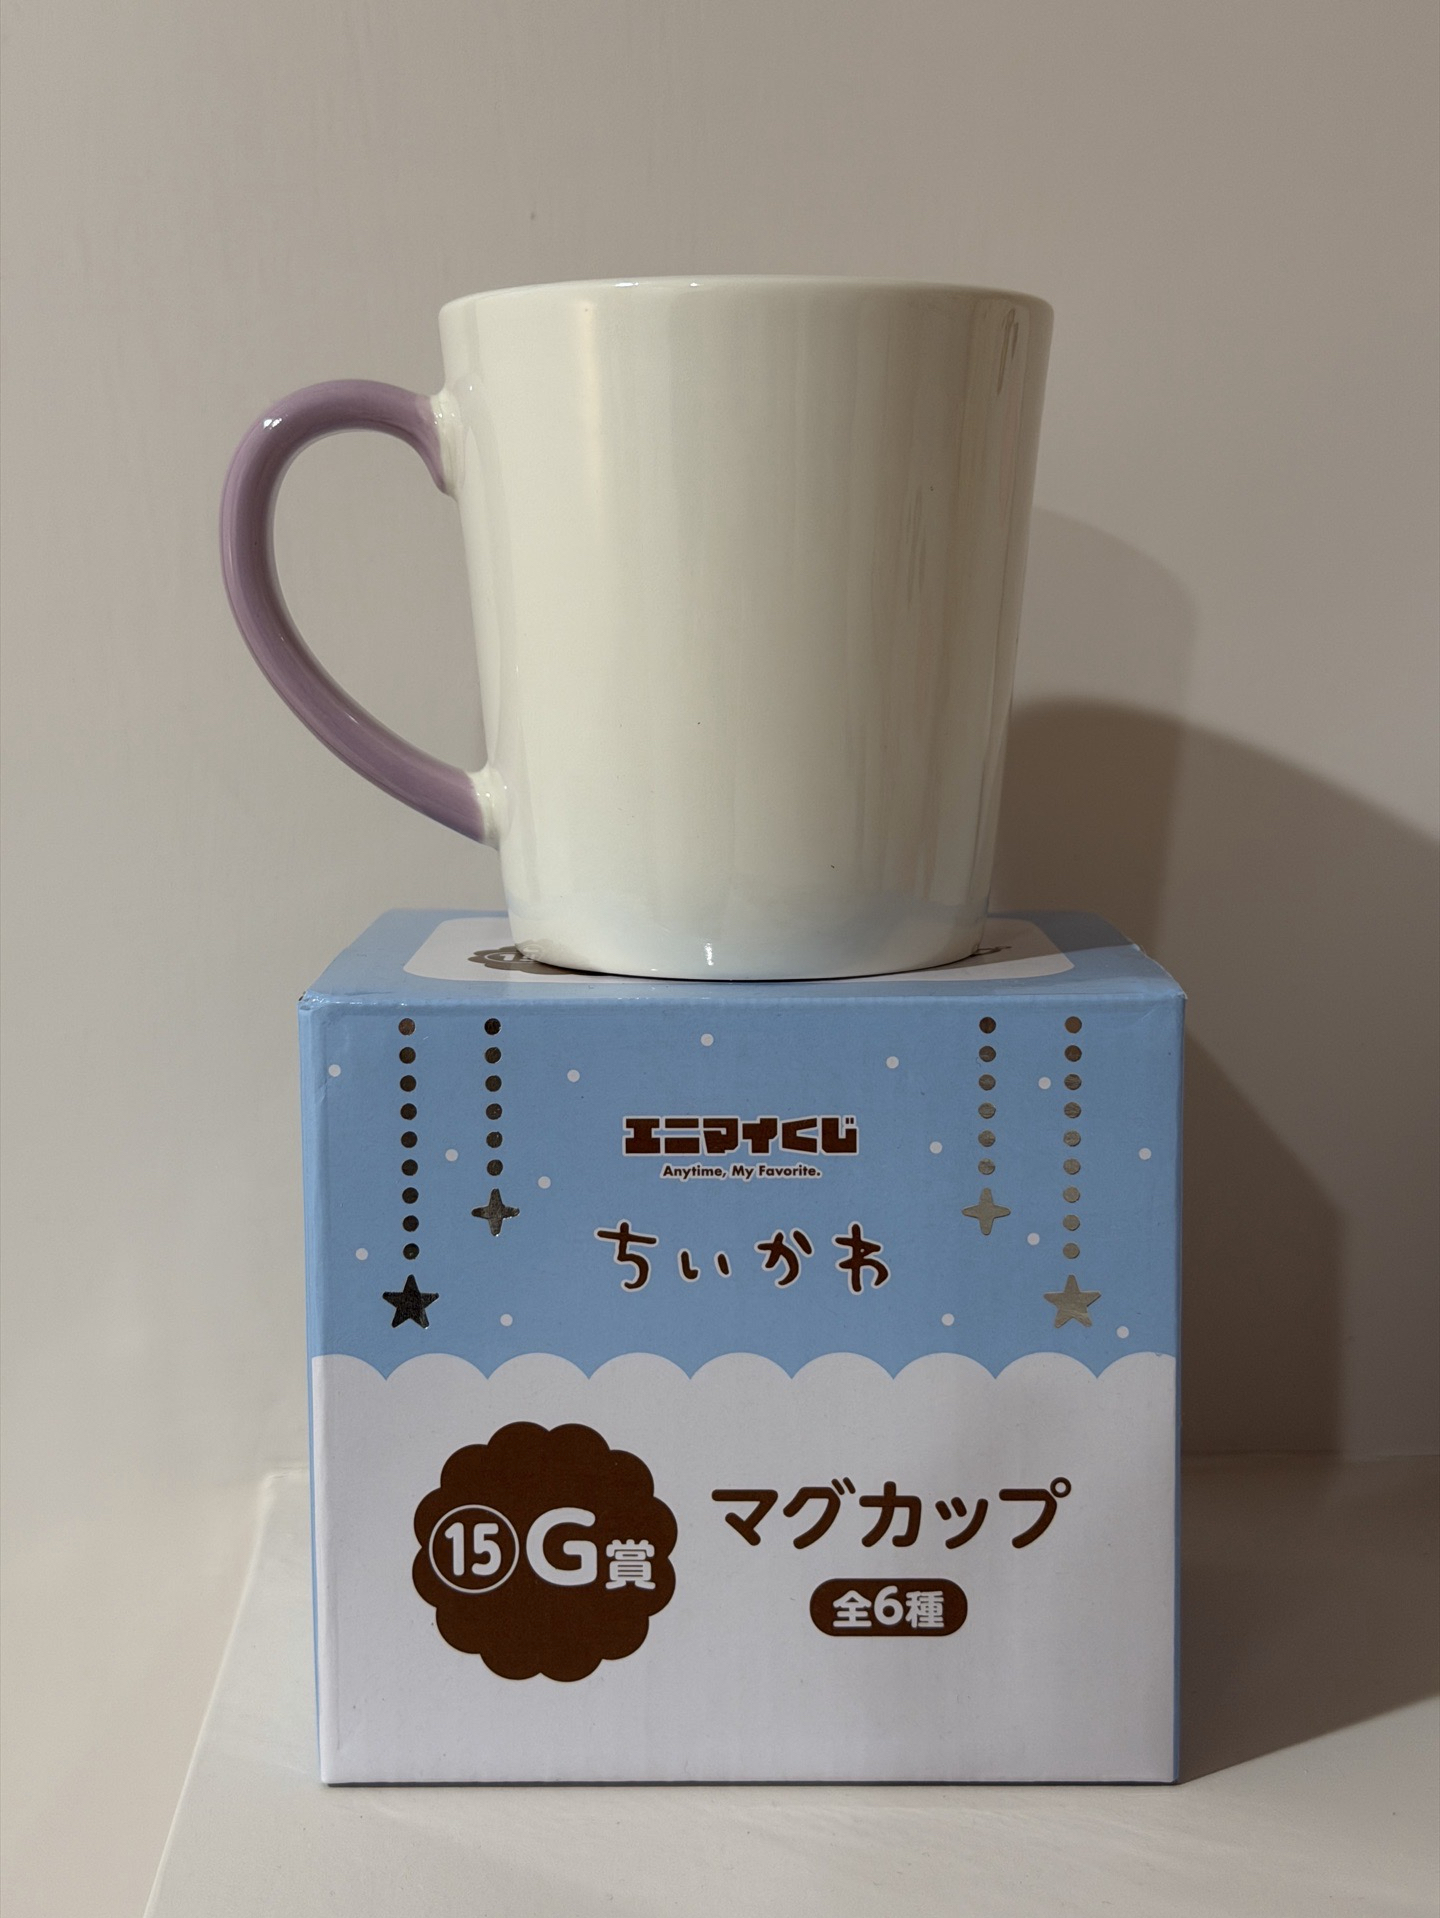 エニマイくじ
Anytime, My Favorite.
ちいかわ
⑮G賞
マグカップ
全6種